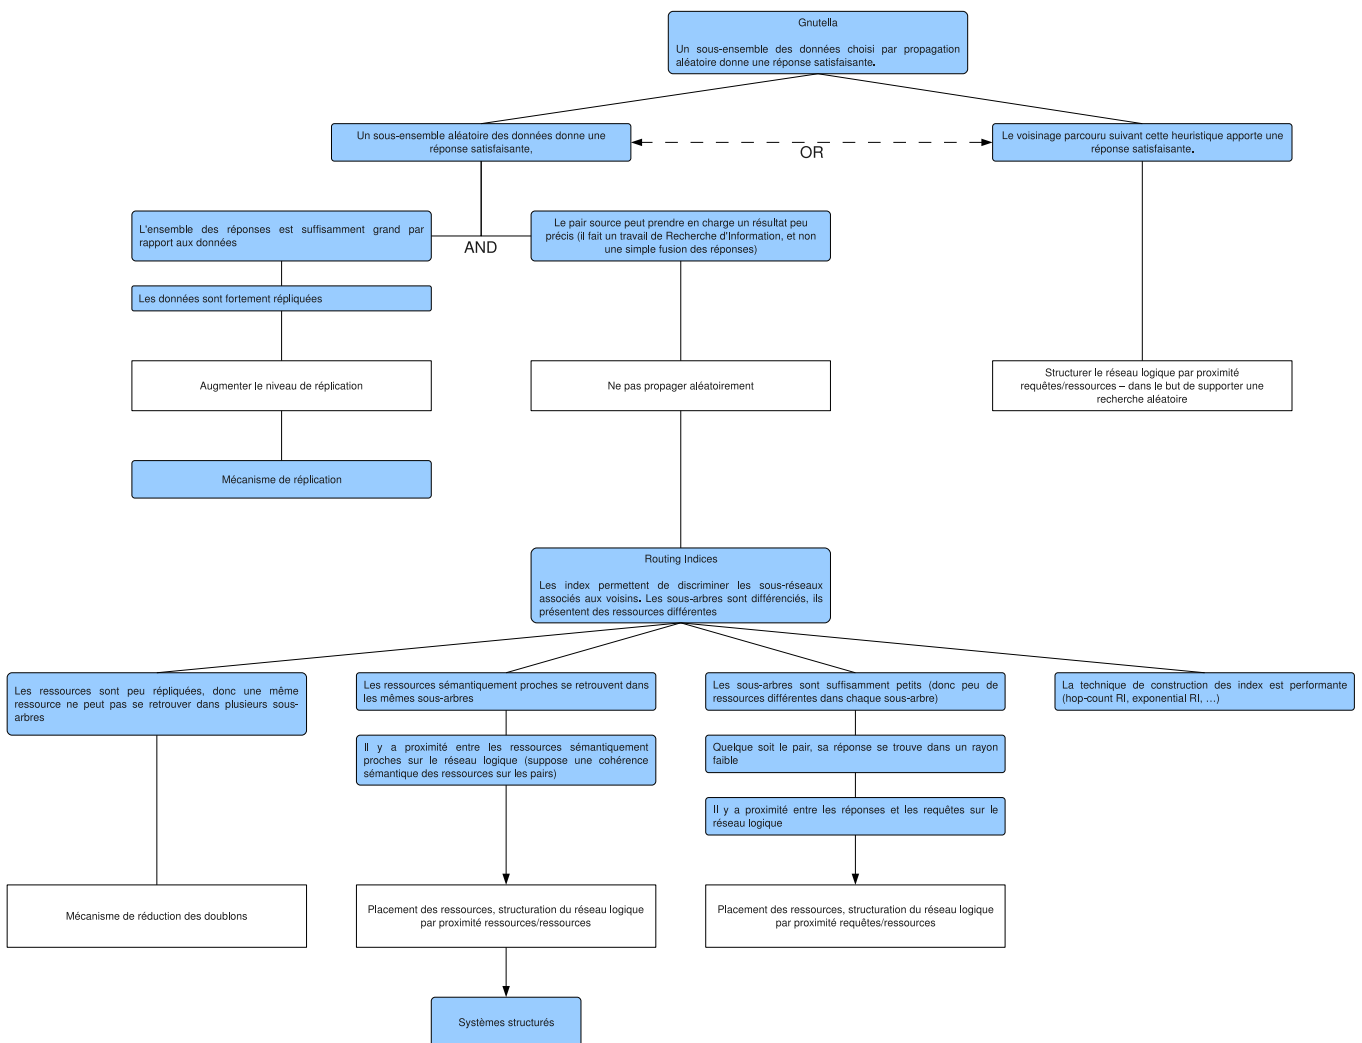 Gnutella
Un sous-ensemble des données choisi par propagation
aléatoire donne une réponse satisfaisante.
Un sous-ensemble aléatoire des données donne une
réponse satisfaisante,
OR
Le voisinage parcouru suivant cette heuristique apporte une
réponse satisfaisante.
L'ensemble des réponses est suffisamment grand par
rapport aux données
AND
Le pair source peut prendre en charge un résultat peu
précis (il fait un travail de Recherche d'Information, et non
une simple fusion des réponses)
Les données sont fortement répliquées
Augmenter le niveau de réplication
Ne pas propager aléatoirement
Structurer le réseau logique par proximité
requêtes/ressources – dans le but de supporter une
recherche aléatoire
Mécanisme de réplication
Routing Indices
Les index permettent de discriminer les sous-réseaux
associés aux voisins. Les sous-arbres sont différenciés, ils
présentent des ressources différentes
Les ressources sont peu répliquées, donc une même
ressource ne peut pas se retrouver dans plusieurs sous-
arbres
Les ressources sémantiquement proches se retrouvent dans
les mêmes sous-arbres
Les sous-arbres sont suffisamment petits (donc peu de
ressources différentes dans chaque sous-arbre)
La technique de construction des index est performante
(hop-count RI, exponential RI, …)
Il y a proximité entre les ressources sémantiquement
proches sur le réseau logique (suppose une cohérence
sémantique des ressources sur les pairs)
Quelque soit le pair, sa réponse se trouve dans un rayon
faible
Il y a proximité entre les réponses et les requêtes sur le
réseau logique
Mécanisme de réduction des doublons
Placement des ressources, structuration du réseau logique
par proximité ressources/ressources
Placement des ressources, structuration du réseau logique
par proximité requêtes/ressources
Systèmes structurés